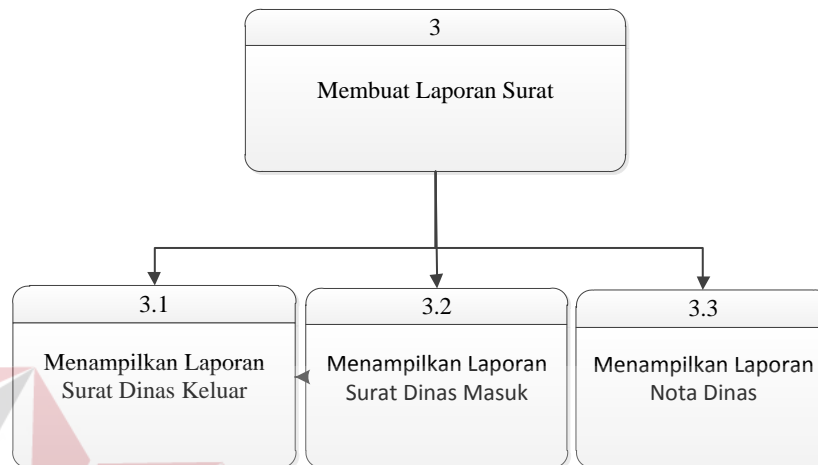 3
Membuat Laporan Surat
3.1
3.2
3.3
Menampilkan Laporan
Surat Dinas Keluar
Menampilkan Laporan
Surat Dinas Masuk
Menampilkan Laporan
Nota Dinas